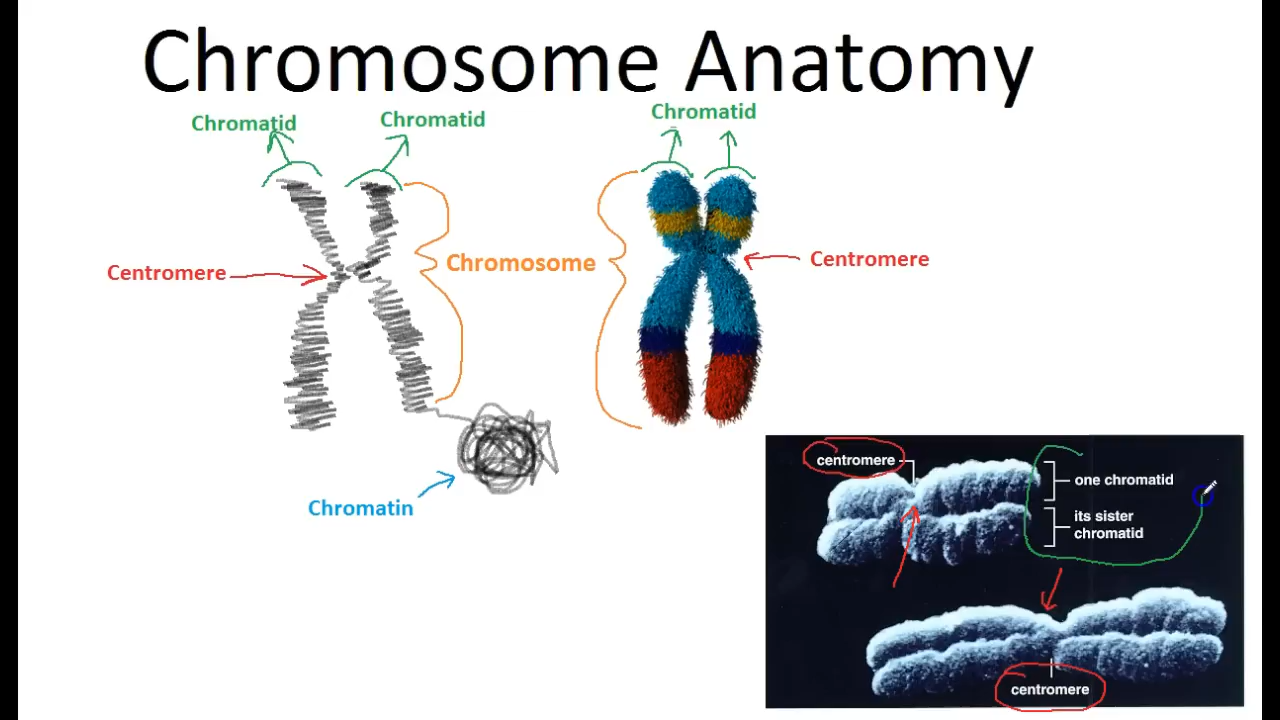 Chromosome Anatomy
Chromatid
Chromatid
Chromatid
Centromere
Chromosome
Centromere
Chromatin
centromere
one chromatid
its sister
chromatid
centromere